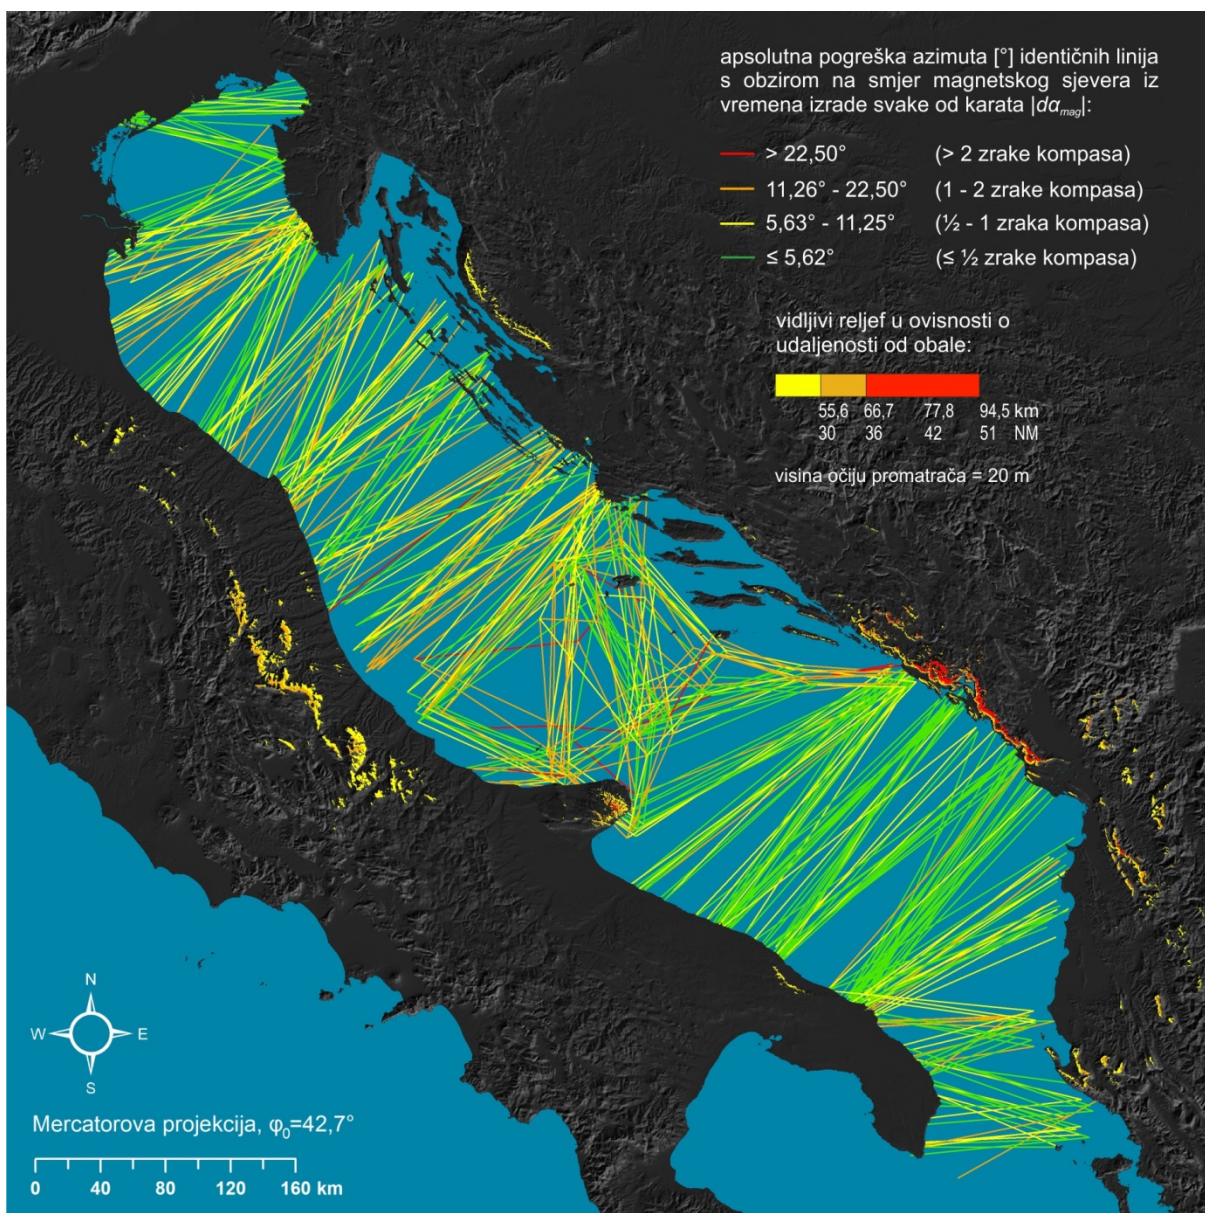 apsolutna pogreška azimuta [°] identičnih linija
s obzirom na smjer magnetskog sjevera iz
vremena izrade svake od karata |dα_mag|:
> 22,50° (> 2 zrake kompasa)
11,26° - 22,50° (1 - 2 zrake kompasa)
5,63° - 11,25° (½ - 1 zraka kompasa)
≤ 5,62° (≤ ½ zrake kompasa)
vidljivi reljef u ovisnosti o
udaljenosti od obale:
55,6 66,7 77,8 94,5 km
30 36 42 51 NM
visina očiju promatrača = 20 m
N
W E
S
Mercatorova projekcija, φ₀=42,7°
0 40 80 120 160 km